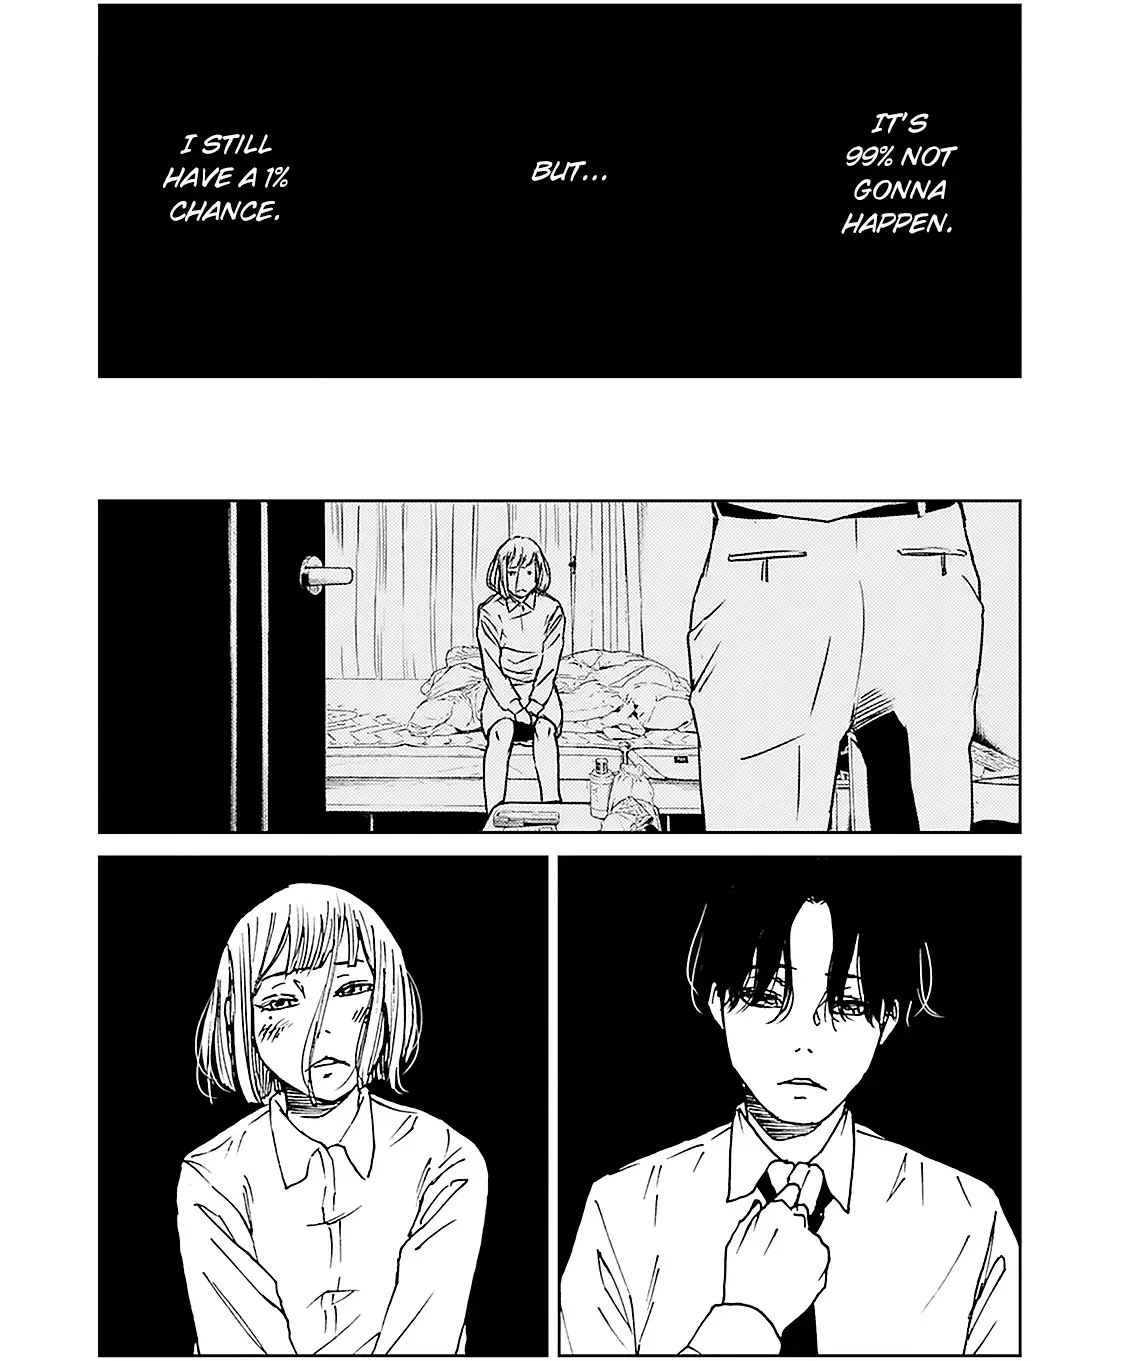 IT'S
99% NOT
GONNA
HAPPEN.
BUT...
I STILL
HAVE A 1%
CHANCE.